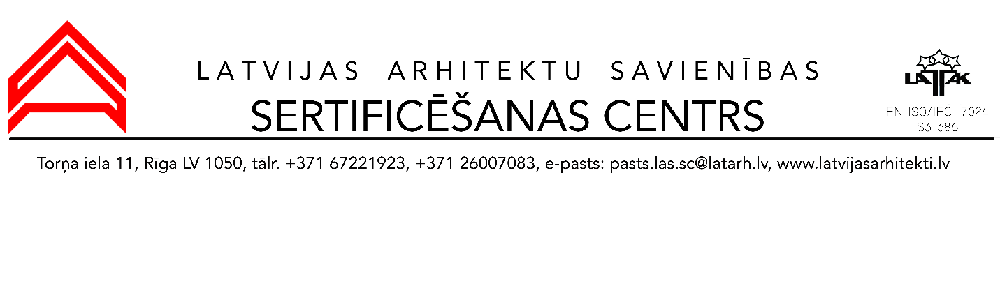 LATVIJAS ARHITEKTU SAVIENĪBAS
SERTIFICĒŠANAS CENTRS
LATAK
EN ISO/IEC 17024
S3-386
Torņa iela 11, Rīga LV 1050, tālr. +371 67221923, +371 26007083, e-pasts: pasts.las.sc@latarh.lv, www.latvijasarhitekti.lv